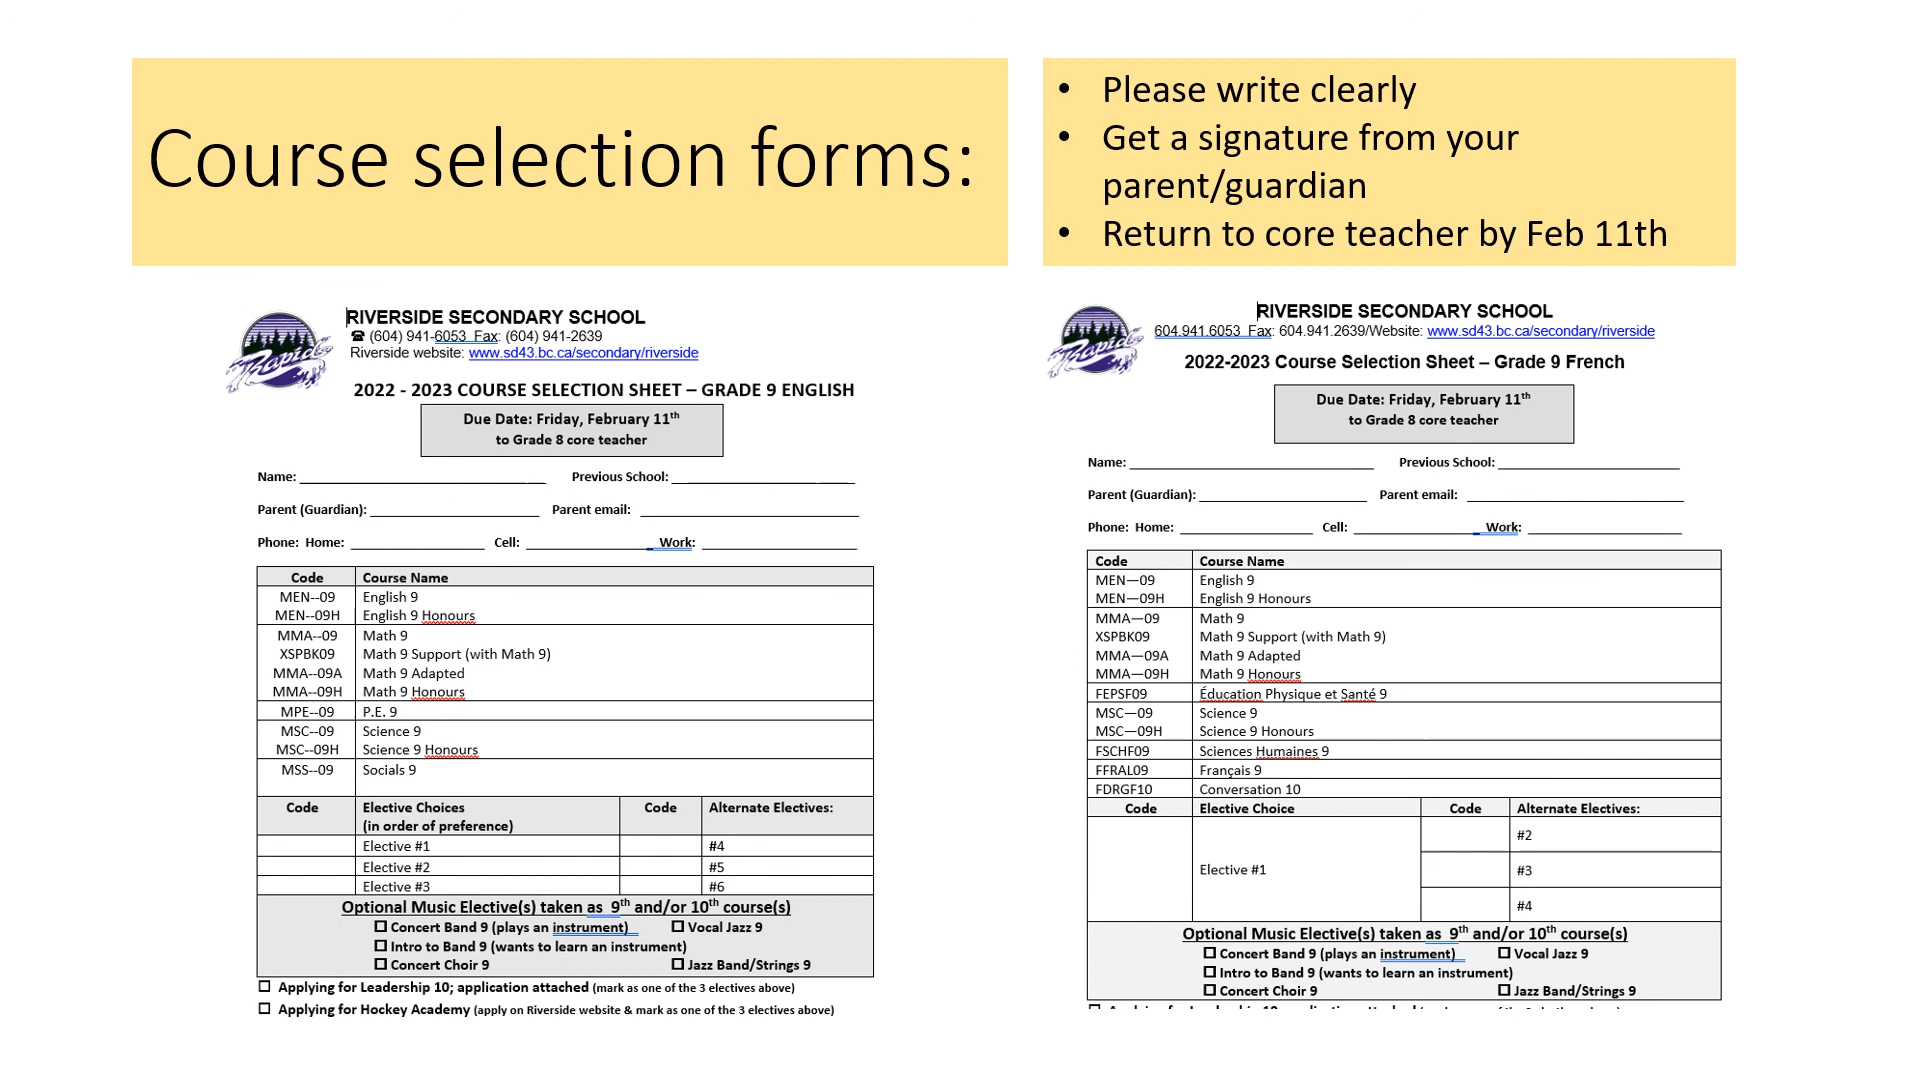 Course selection forms:
• Please write clearly
• Get a signature from your
parent/guardian
• Return to core teacher by Feb 11th
Rapids
RIVERSIDE SECONDARY SCHOOL
☎ (604) 941-6053 Fax: (604) 941-2639
Riverside website: www.sd43.bc.ca/secondary/riverside
2022 - 2023 COURSE SELECTION SHEET – GRADE 9 ENGLISH
Due Date: Friday, February 11th
to Grade 8 core teacher
Name: ____ Previous School: ____
Parent (Guardian): ____ Parent email: ____
Phone: Home: ____ Cell: ____ Work: ____
Code Course Name
MEN--09 English 9
MEN--09H English 9 Honours
MMA--09 Math 9
XSPBK09 Math 9 Support (with Math 9)
MMA--09A Math 9 Adapted
MMA--09H Math 9 Honours
MPE--09 P.E. 9
MSC--09 Science 9
MSC--09H Science 9 Honours
MSS--09 Socials 9
Code Elective Choices Code Alternate Electives:
(in order of preference)
Elective #1 #4
Elective #2 #5
Elective #3 #6
Optional Music Elective(s) taken as 9th and/or 10th course(s)
☐ Concert Band 9 (plays an instrument) ☐ Vocal Jazz 9
☐ Intro to Band 9 (wants to learn an instrument)
☐ Concert Choir 9 ☐ Jazz Band/Strings 9
☐ Applying for Leadership 10; application attached (mark as one of the 3 electives above)
☐ Applying for Hockey Academy (apply on Riverside website & mark as one of the 3 electives above)
Rapids
RIVERSIDE SECONDARY SCHOOL
604.941.6053 Fax: 604.941.2639/Website: www.sd43.bc.ca/secondary/riverside
2022-2023 Course Selection Sheet – Grade 9 French
Due Date: Friday, February 11th
to Grade 8 core teacher
Name: ____ Previous School: ____
Parent (Guardian): ____ Parent email: ____
Phone: Home: ____ Cell: ____ Work: ____
Code Course Name
MEN—09 English 9
MEN—09H English 9 Honours
MMA—09 Math 9
XSPBK09 Math 9 Support (with Math 9)
MMA—09A Math 9 Adapted
MMA—09H Math 9 Honours
FEPSF09 Éducation Physique et Santé 9
MSC—09 Science 9
MSC—09H Science 9 Honours
FSCHF09 Sciences Humaines 9
FFRAL09 Français 9
FDRGF10 Conversation 10
Code Elective Choice Code Alternate Electives:
#2
Elective #1 #3
#4
Optional Music Elective(s) taken as 9th and/or 10th course(s)
☐ Concert Band 9 (plays an instrument) ☐ Vocal Jazz 9
☐ Intro to Band 9 (wants to learn an instrument)
☐ Concert Choir 9 ☐ Jazz Band/Strings 9